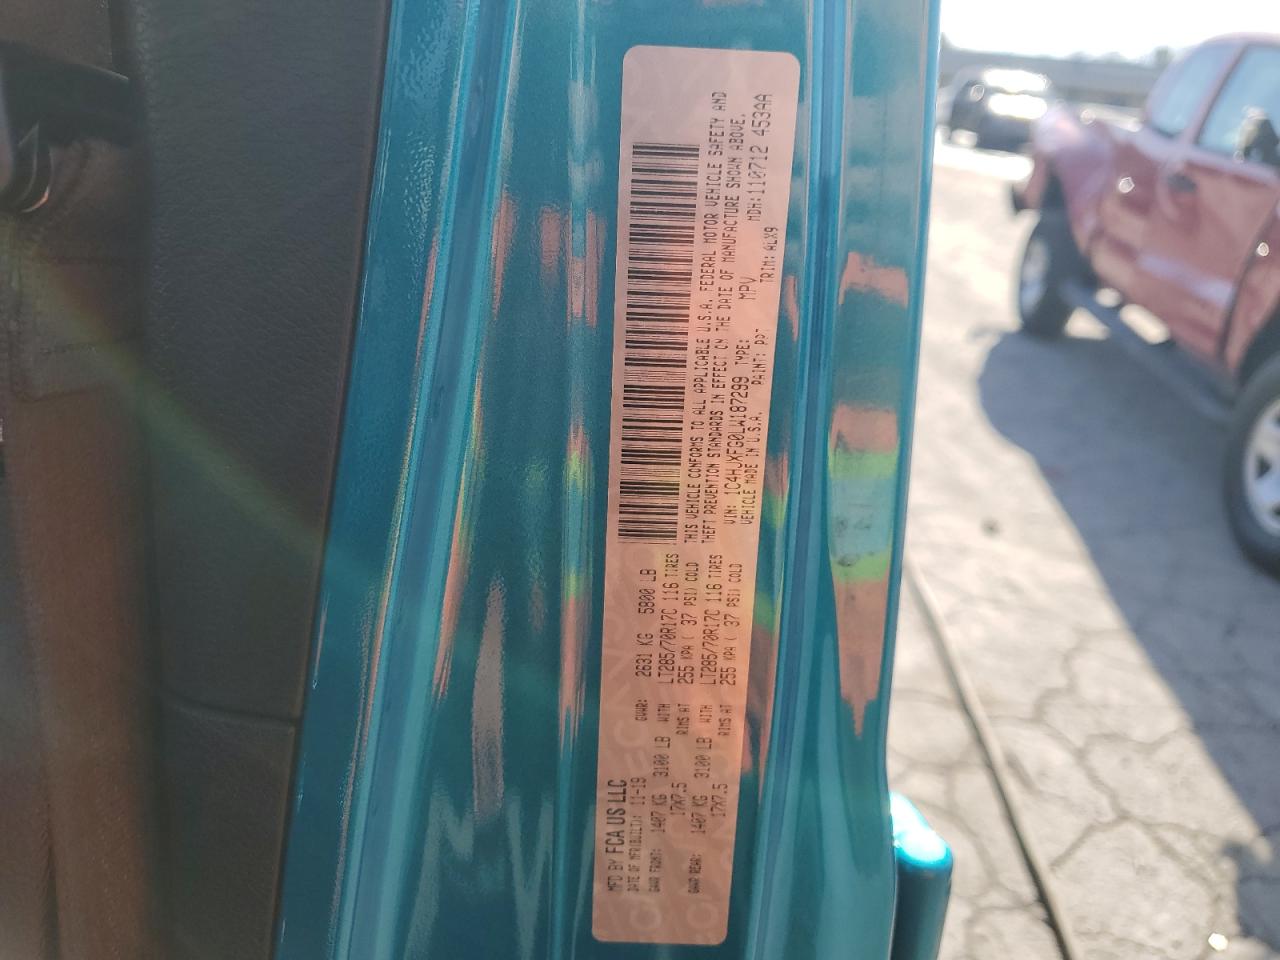 MFD BY FCA US LLC
DATE OF MFR(BUILT): 11-19 GVWR: 2631 KG 5800 LB
GAWR FRONT: 1407 KG 3100 LB WITH LT285/70R17C 116 TIRES
17X7.5 RIMS AT 255 KPA ( 37 PSI) COLD
GAWR REAR: 1407 KG 3100 LB WITH LT285/70R17C 116 TIRES
17X7.5 RIMS AT 255 KPA ( 37 PSI) COLD
THIS VEHICLE CONFORMS TO ALL APPLICABLE U.S.A. FEDERAL MOTOR VEHICLE SAFETY AND
THEFT PREVENTION STANDARDS IN EFFECT ON THE DATE OF MANUFACTURE SHOWN ABOVE.
VIN: 1C4HJXFG0LW187299 TYPE: MPV MDH: 110712 453AA
VEHICLE MADE IN U.S.A. PAINT: TRIM: ALX9